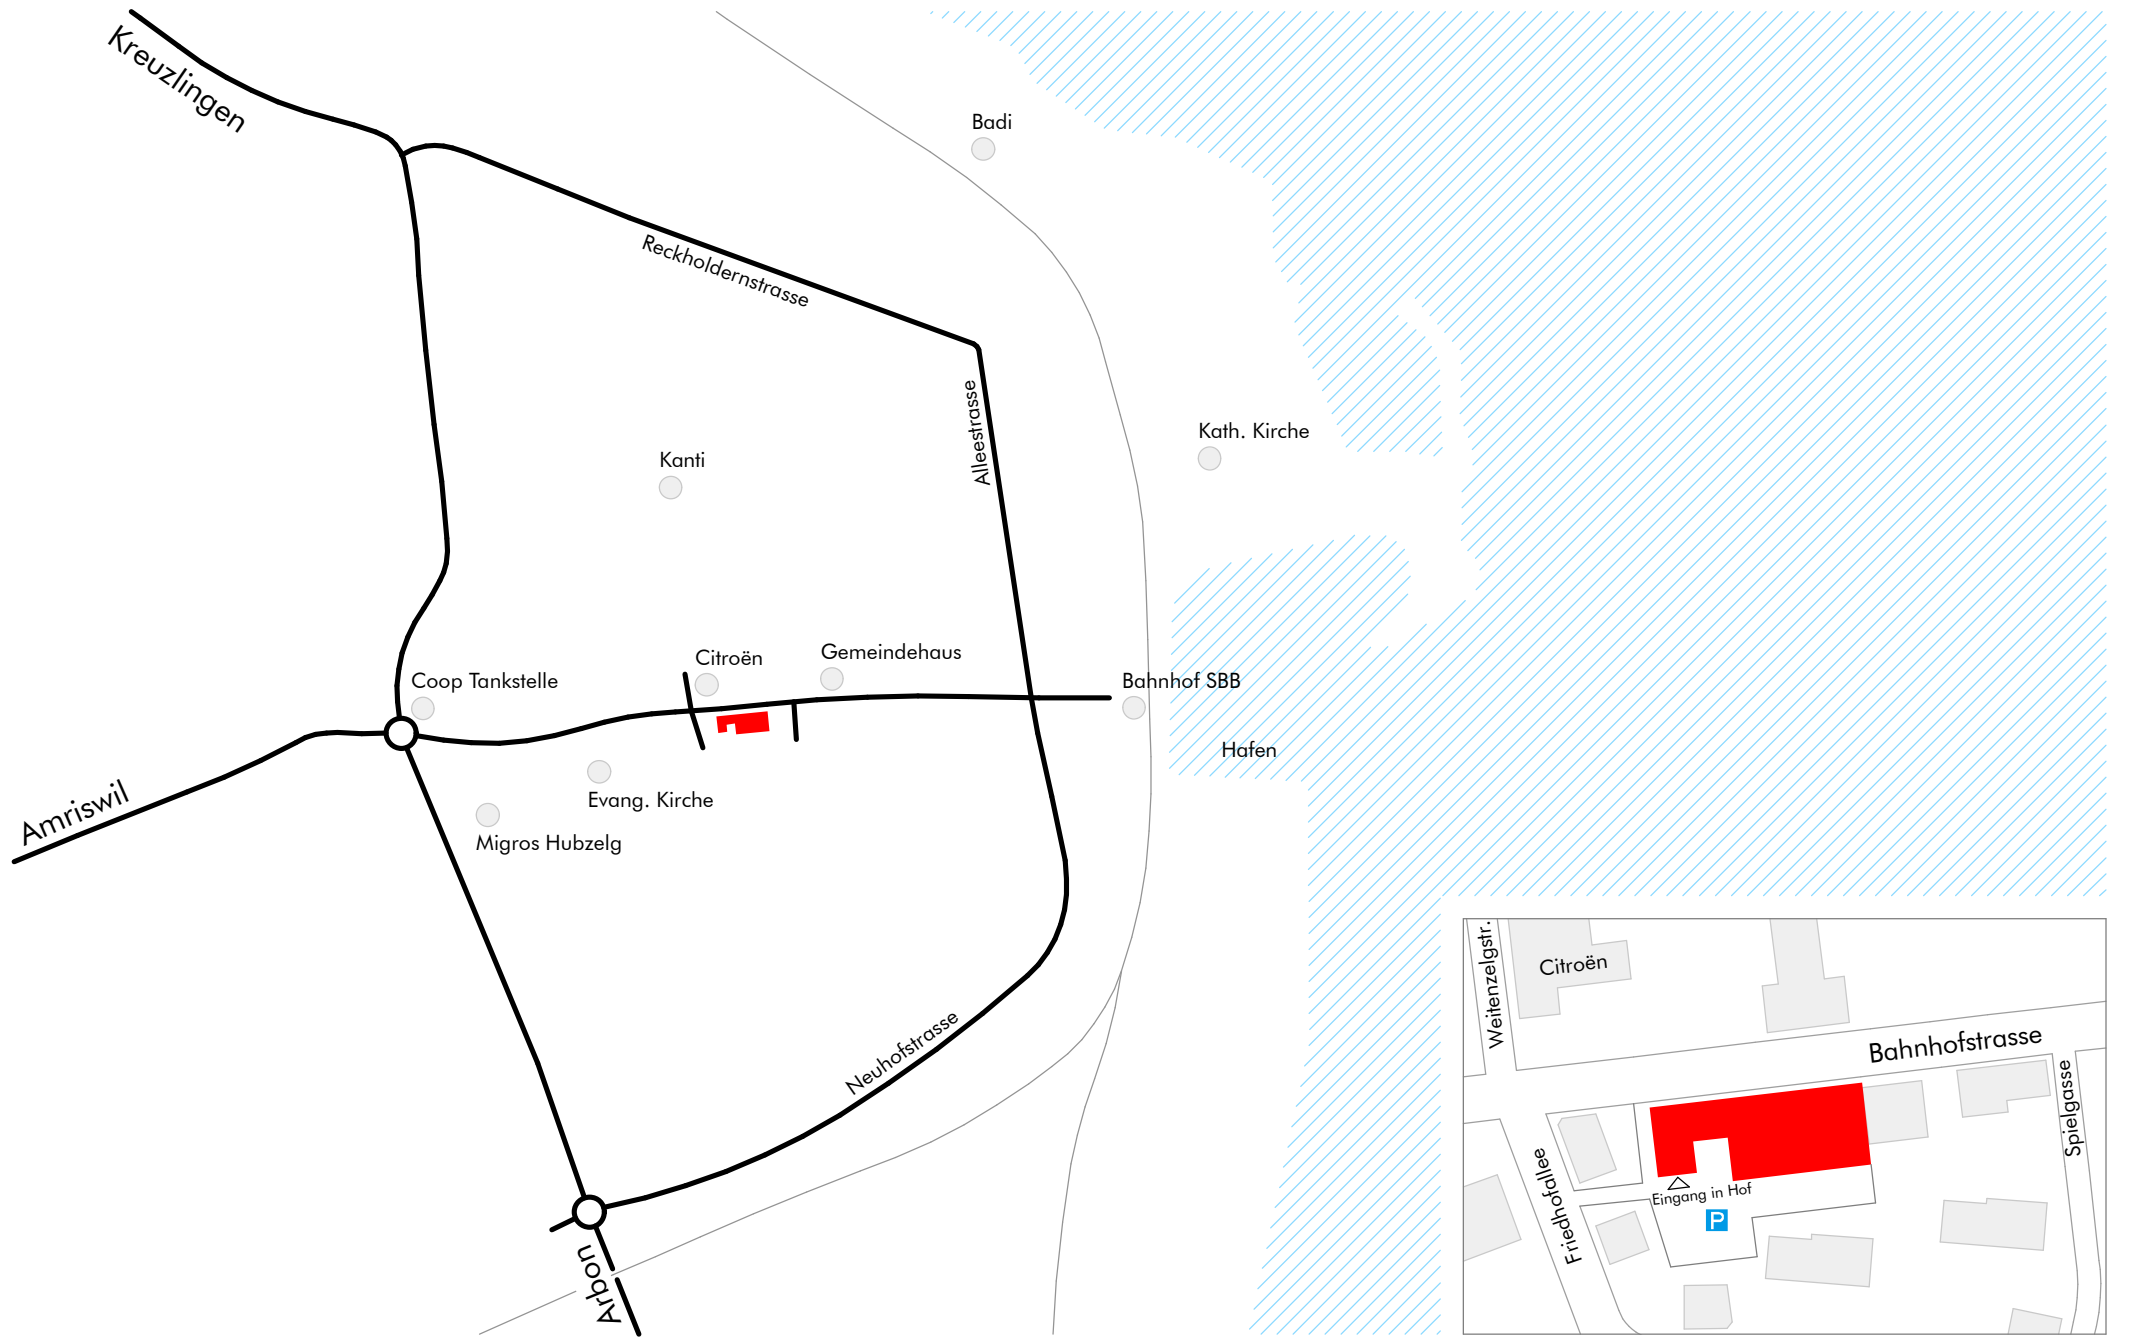 Kreuzlingen
Badi
Reckholdernstrasse
Alleestrasse
Kath. Kirche
Kanti
Citroën
Gemeindehaus
Coop Tankstelle
Bahnhof SBB
Hafen
Amriswil
Evang. Kirche
Migros Hubzelg
Neuhofstrasse
Arbon
Weitenzelgstr.
Citroën
Bahnhofstrasse
Spielgasse
Friedhofallee
Eingang in Hof
P